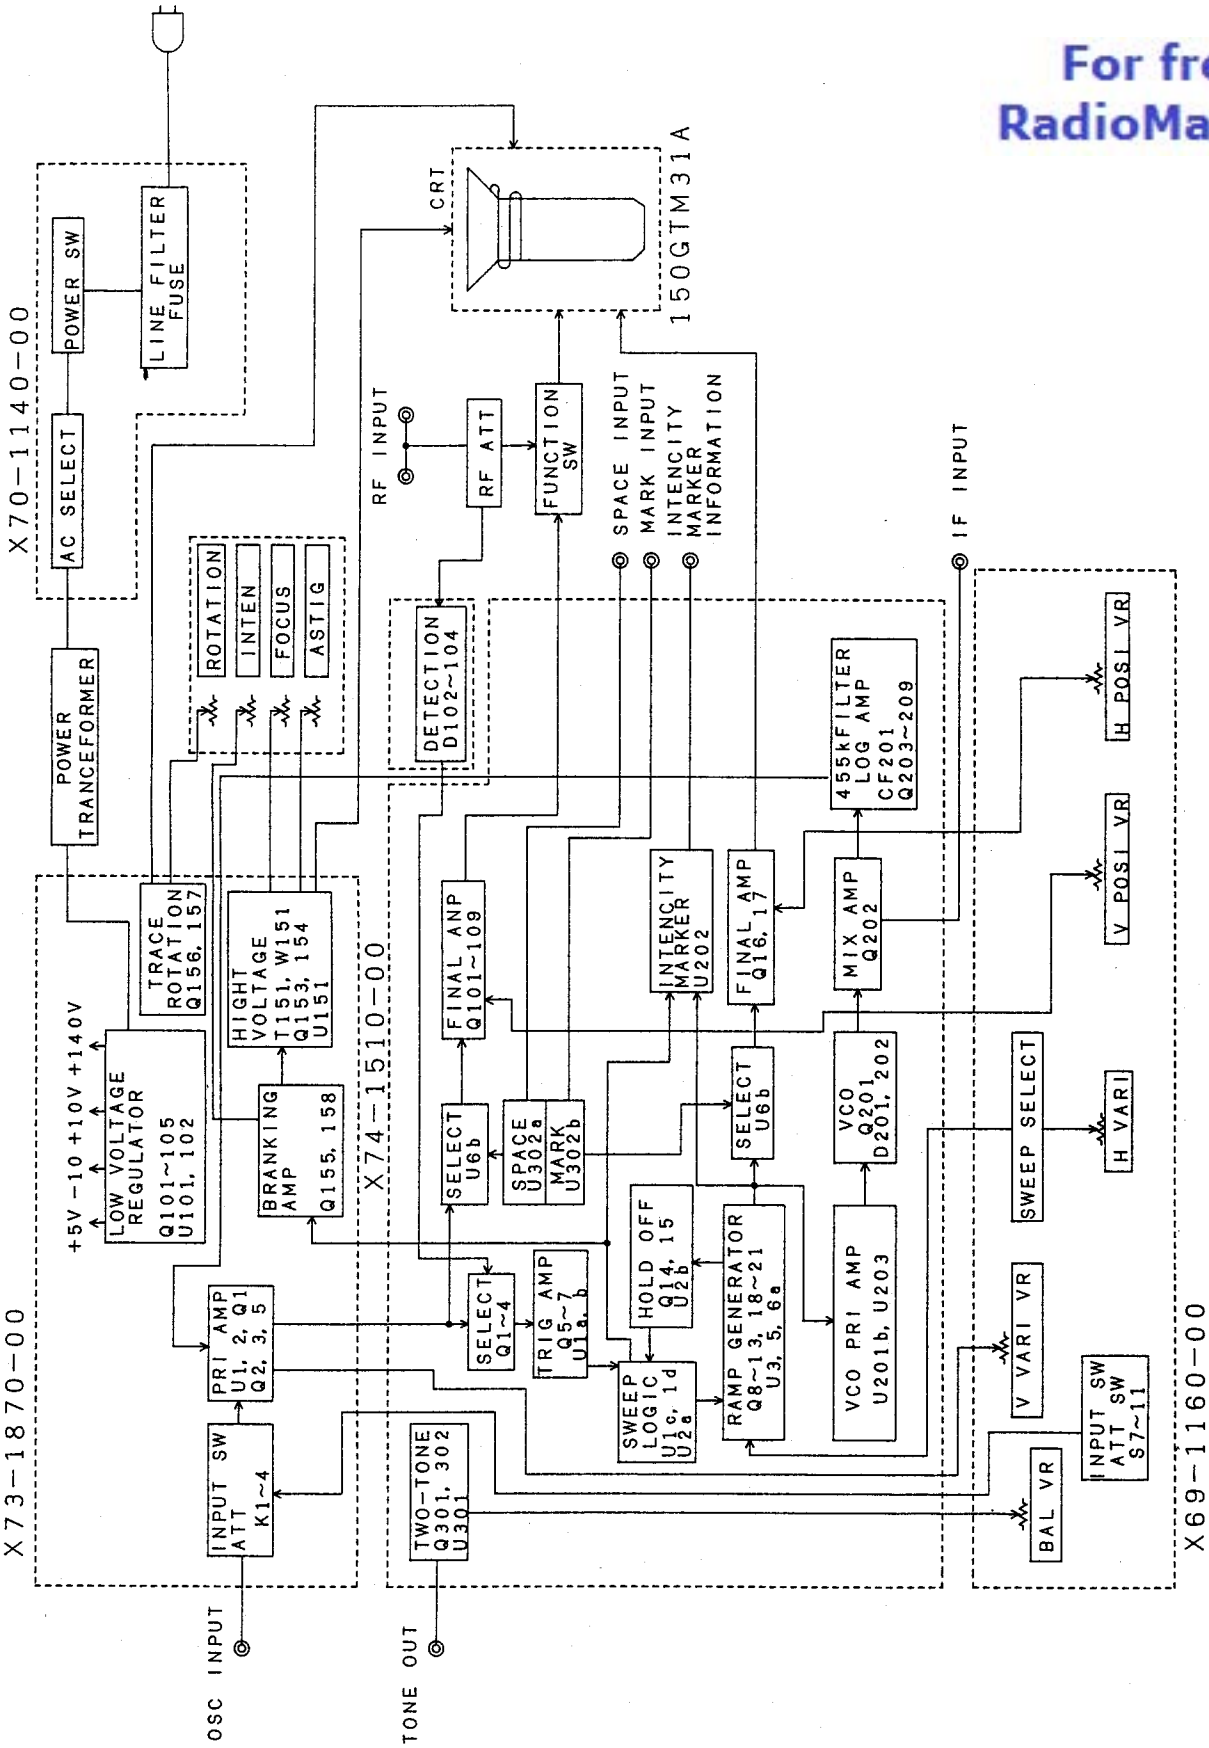 For fre
RadioMa
X73-1870-00
X70-1140-00
+5V -10 +10V +140V
LOW VOLTAGE
REGULATOR
Q101~105
U101, 102
POWER
TRANCEFORMER
AC SELECT
POWER SW
LINE FILTER
FUSE
TRACE
ROTATION
Q156, 157
ROTATION
INTEN
FOCUS
ASTIG
OSC INPUT
INPUT SW
ATT
K1~4
PRI AMP
U1, 2, Q1
Q2, 3, 5
BRANKING
AMP
Q155, 158
HIGHT
VOLTAGE
T151, W151
Q153, 154
U151
X74-1510-00
CRT
150GTM31A
RF INPUT
RF ATT
FUNCTION
SW
DETECTION
D102~104
TONE OUT
TWO-TONE
Q301, 302
U301
SELECT
Q1~4
TRIG AMP
Q5~7
U1a, b
SELECT
U6b
FINAL ANP
Q101~109
SPACE
U302a
MARK
U302b
SPACE INPUT
MARK INPUT
INTENCITY
MARKER
INFORMATION
SWEEP
LOGIC
U1c, 1d
U2a
HOLD OFF
Q14, 15
U2b
INTENCITY
MARKER
U202
RAMP GENERATOR
Q8~13, 18~21
U3, 5, 6a
SELECT
U6b
FINAL AMP
Q16, 17
VCO PRI AMP
U201b, U203
VCO
Q201
D201, 202
MIX AMP
Q202
455kFILTER
LOG AMP
CF201
Q203~209
IF INPUT
BAL VR
INPUT SW
ATT SW
S7~11
V VARI VR
SWEEP SELECT
H VARI
V POSI VR
H POSI VR
X69-1160-00